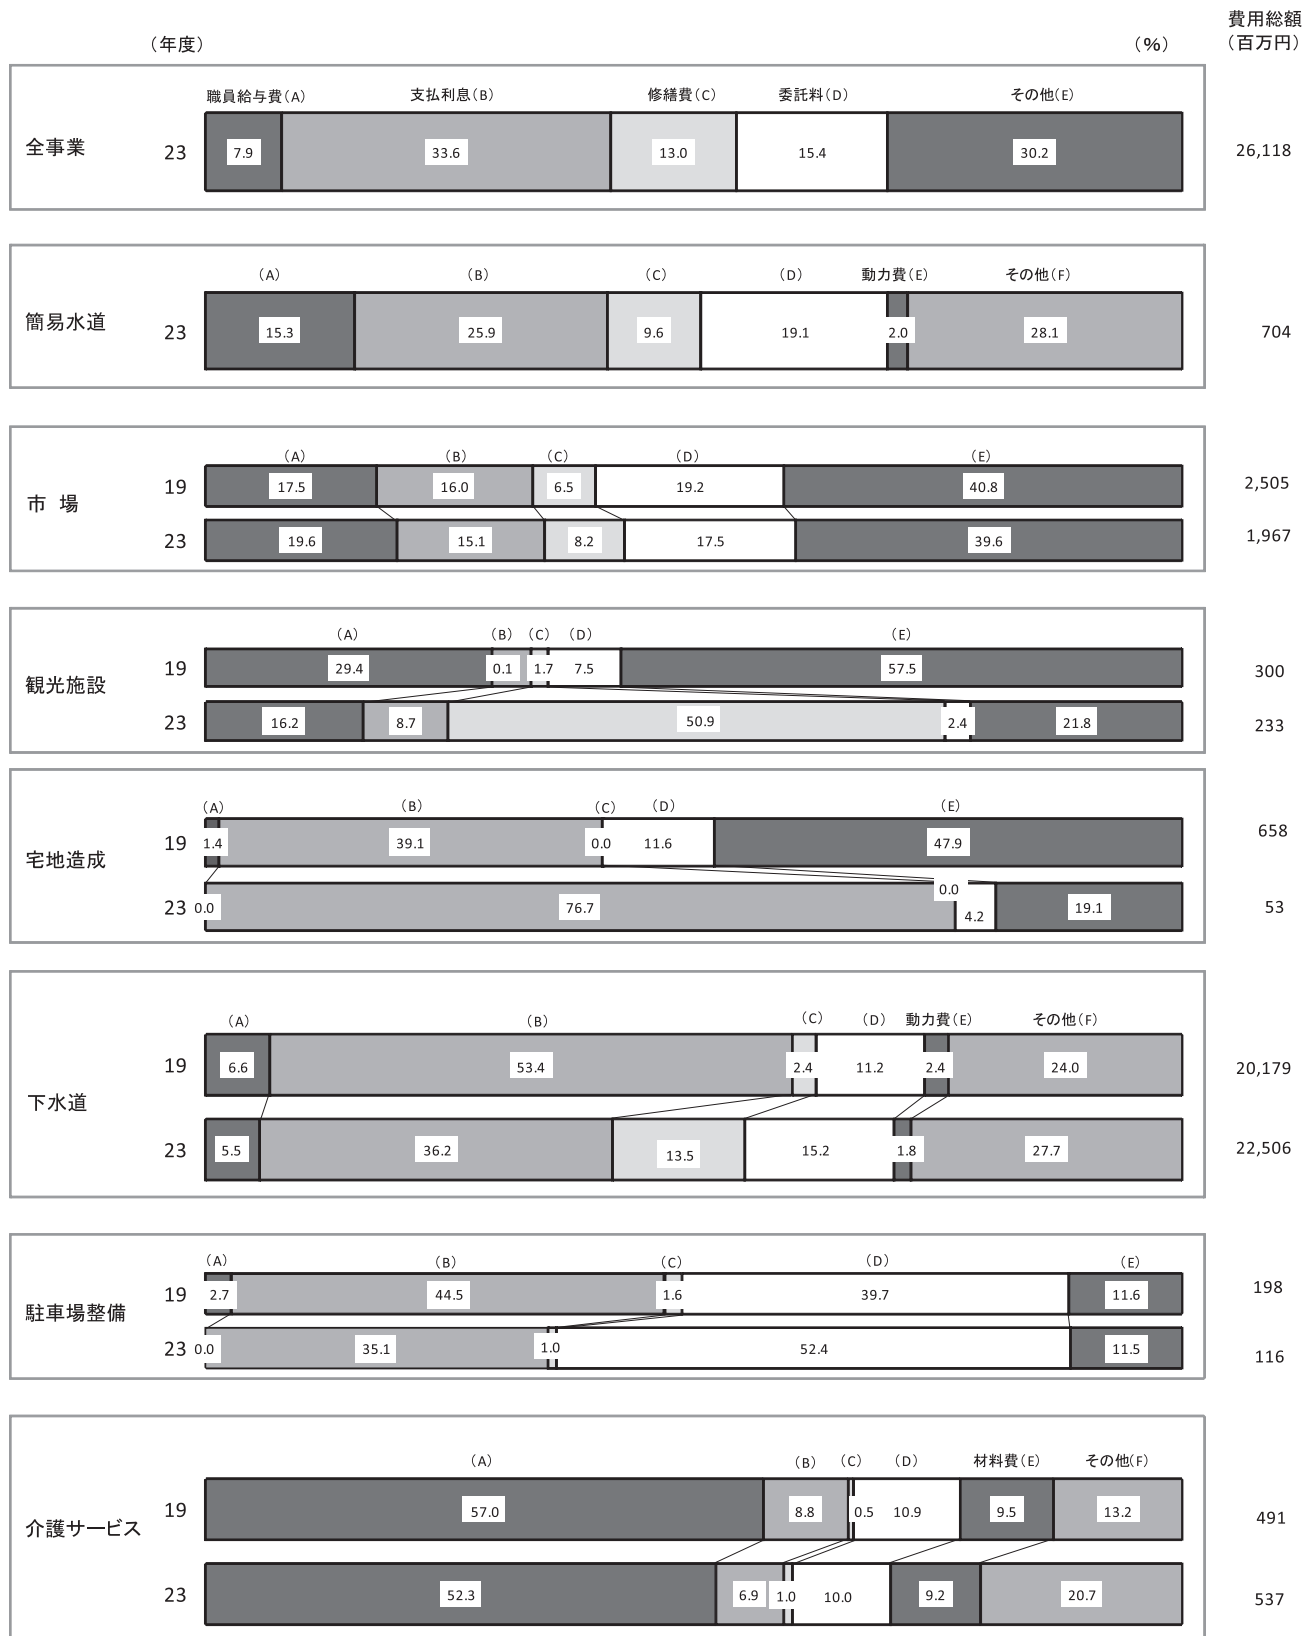 費用総額
（年度） （％） （百万円）
職員給与費（A） 支払利息（B） 修繕費（C） 委託料（D） その他（E）
全事業 23 7.9 33.6 13.0 15.4 30.2 26,118
（A） （B） （C） （D） 動力費（E） その他（F）
簡易水道 23 15.3 25.9 9.6 19.1 2.0 28.1 704
（A） （B） （C） （D） （E）
19 17.5 16.0 6.5 19.2 40.8 2,505
市 場
23 19.6 15.1 8.2 17.5 39.6 1,967
（A） （B） （C） （D） （E）
19 29.4 0.1 1.7 7.5 57.5 300
観光施設
23 16.2 8.7 50.9 2.4 21.8 233
（A） （B） （C） （D） （E）
19 1.4 39.1 0.0 11.6 47.9 658
宅地造成
23 0.0 76.7 0.0 4.2 19.1 53
（A） （B） （C） （D） 動力費（E） その他（F）
19 6.6 53.4 2.4 11.2 2.4 24.0 20,179
下水道
23 5.5 36.2 13.5 15.2 1.8 27.7 22,506
（A） （B） （C） （D） （E）
19 2.7 44.5 1.6 39.7 11.6 198
駐車場整備
23 0.0 35.1 1.0 52.4 11.5 116
（A） （B） （C） （D） 材料費（E） その他（F）
19 57.0 8.8 0.5 10.9 9.5 13.2 491
介護サービス
23 52.3 6.9 1.0 10.0 9.2 20.7 537